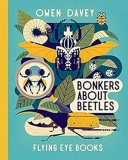 OWEN DAVEY
BONKERS
ABOUT
BEETLES
FLYING EYE BOOKS